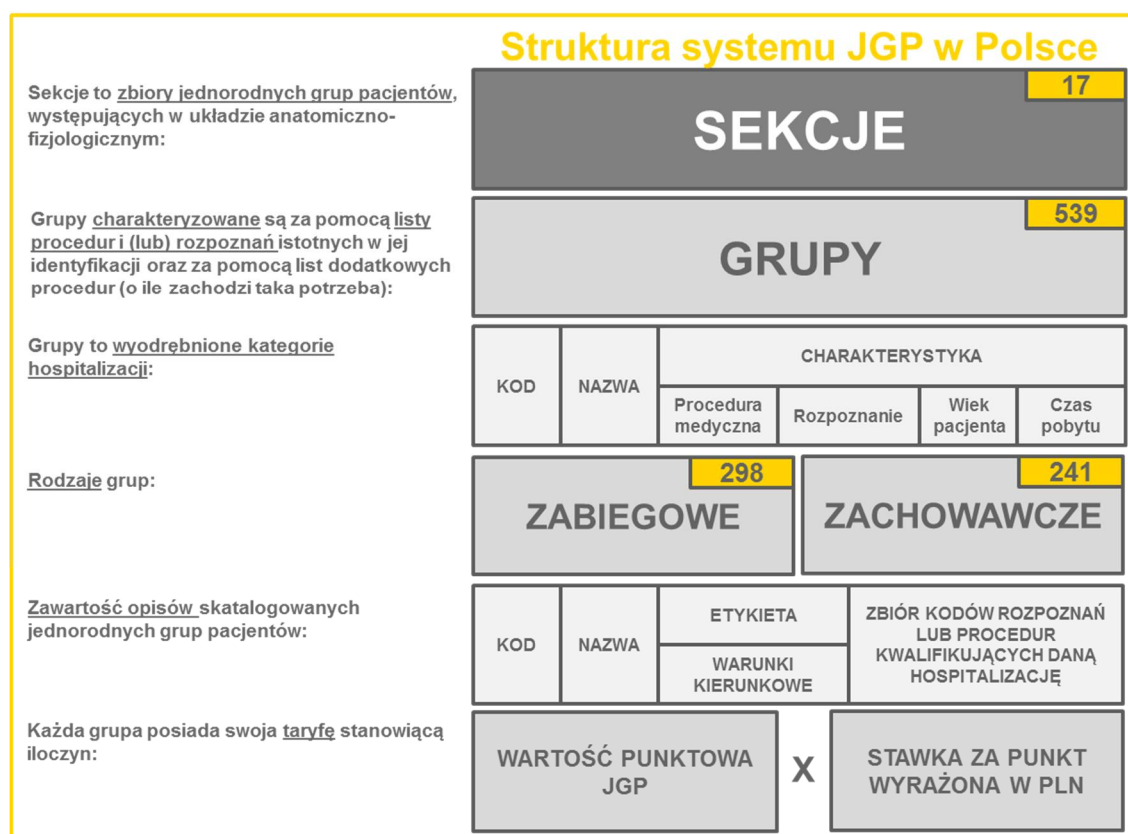 Struktura systemu JGP w Polsce
Sekcje to zbiory jednorodnych grup pacjentów,
występujących w układzie anatomiczno-
fizjologicznym:
17
SEKCJE
Grupy charakteryzowane są za pomocą listy
procedur i (lub) rozpoznań istotnych w jej
identyfikacji oraz za pomocą list dodatkowych
procedur (o ile zachodzi taka potrzeba):
539
GRUPY
Grupy to wyodrębnione kategorie
hospitalizacji:
KOD
NAZWA
CHARAKTERYSTYKA
Procedura
medyczna
Rozpoznanie
Wiek
pacjenta
Czas
pobytu
Rodzaje grup:
298
ZABIEGOWE
241
ZACHOWAWCZE
Zawartość opisów skatalogowanych
jednorodnych grup pacjentów:
KOD
NAZWA
ETYKIETA
WARUNKI
KIERUNKOWE
ZBIÓR KODÓW ROZPOZNAŃ
LUB PROCEDUR
KWALIFIKUJĄCYCH DANĄ
HOSPITALIZACJĘ
Każda grupa posiada swoja taryfę stanowiącą
iloczyn:
WARTOŚĆ PUNKTOWA
JGP
X
STAWKA ZA PUNKT
WYRAŻONA W PLN